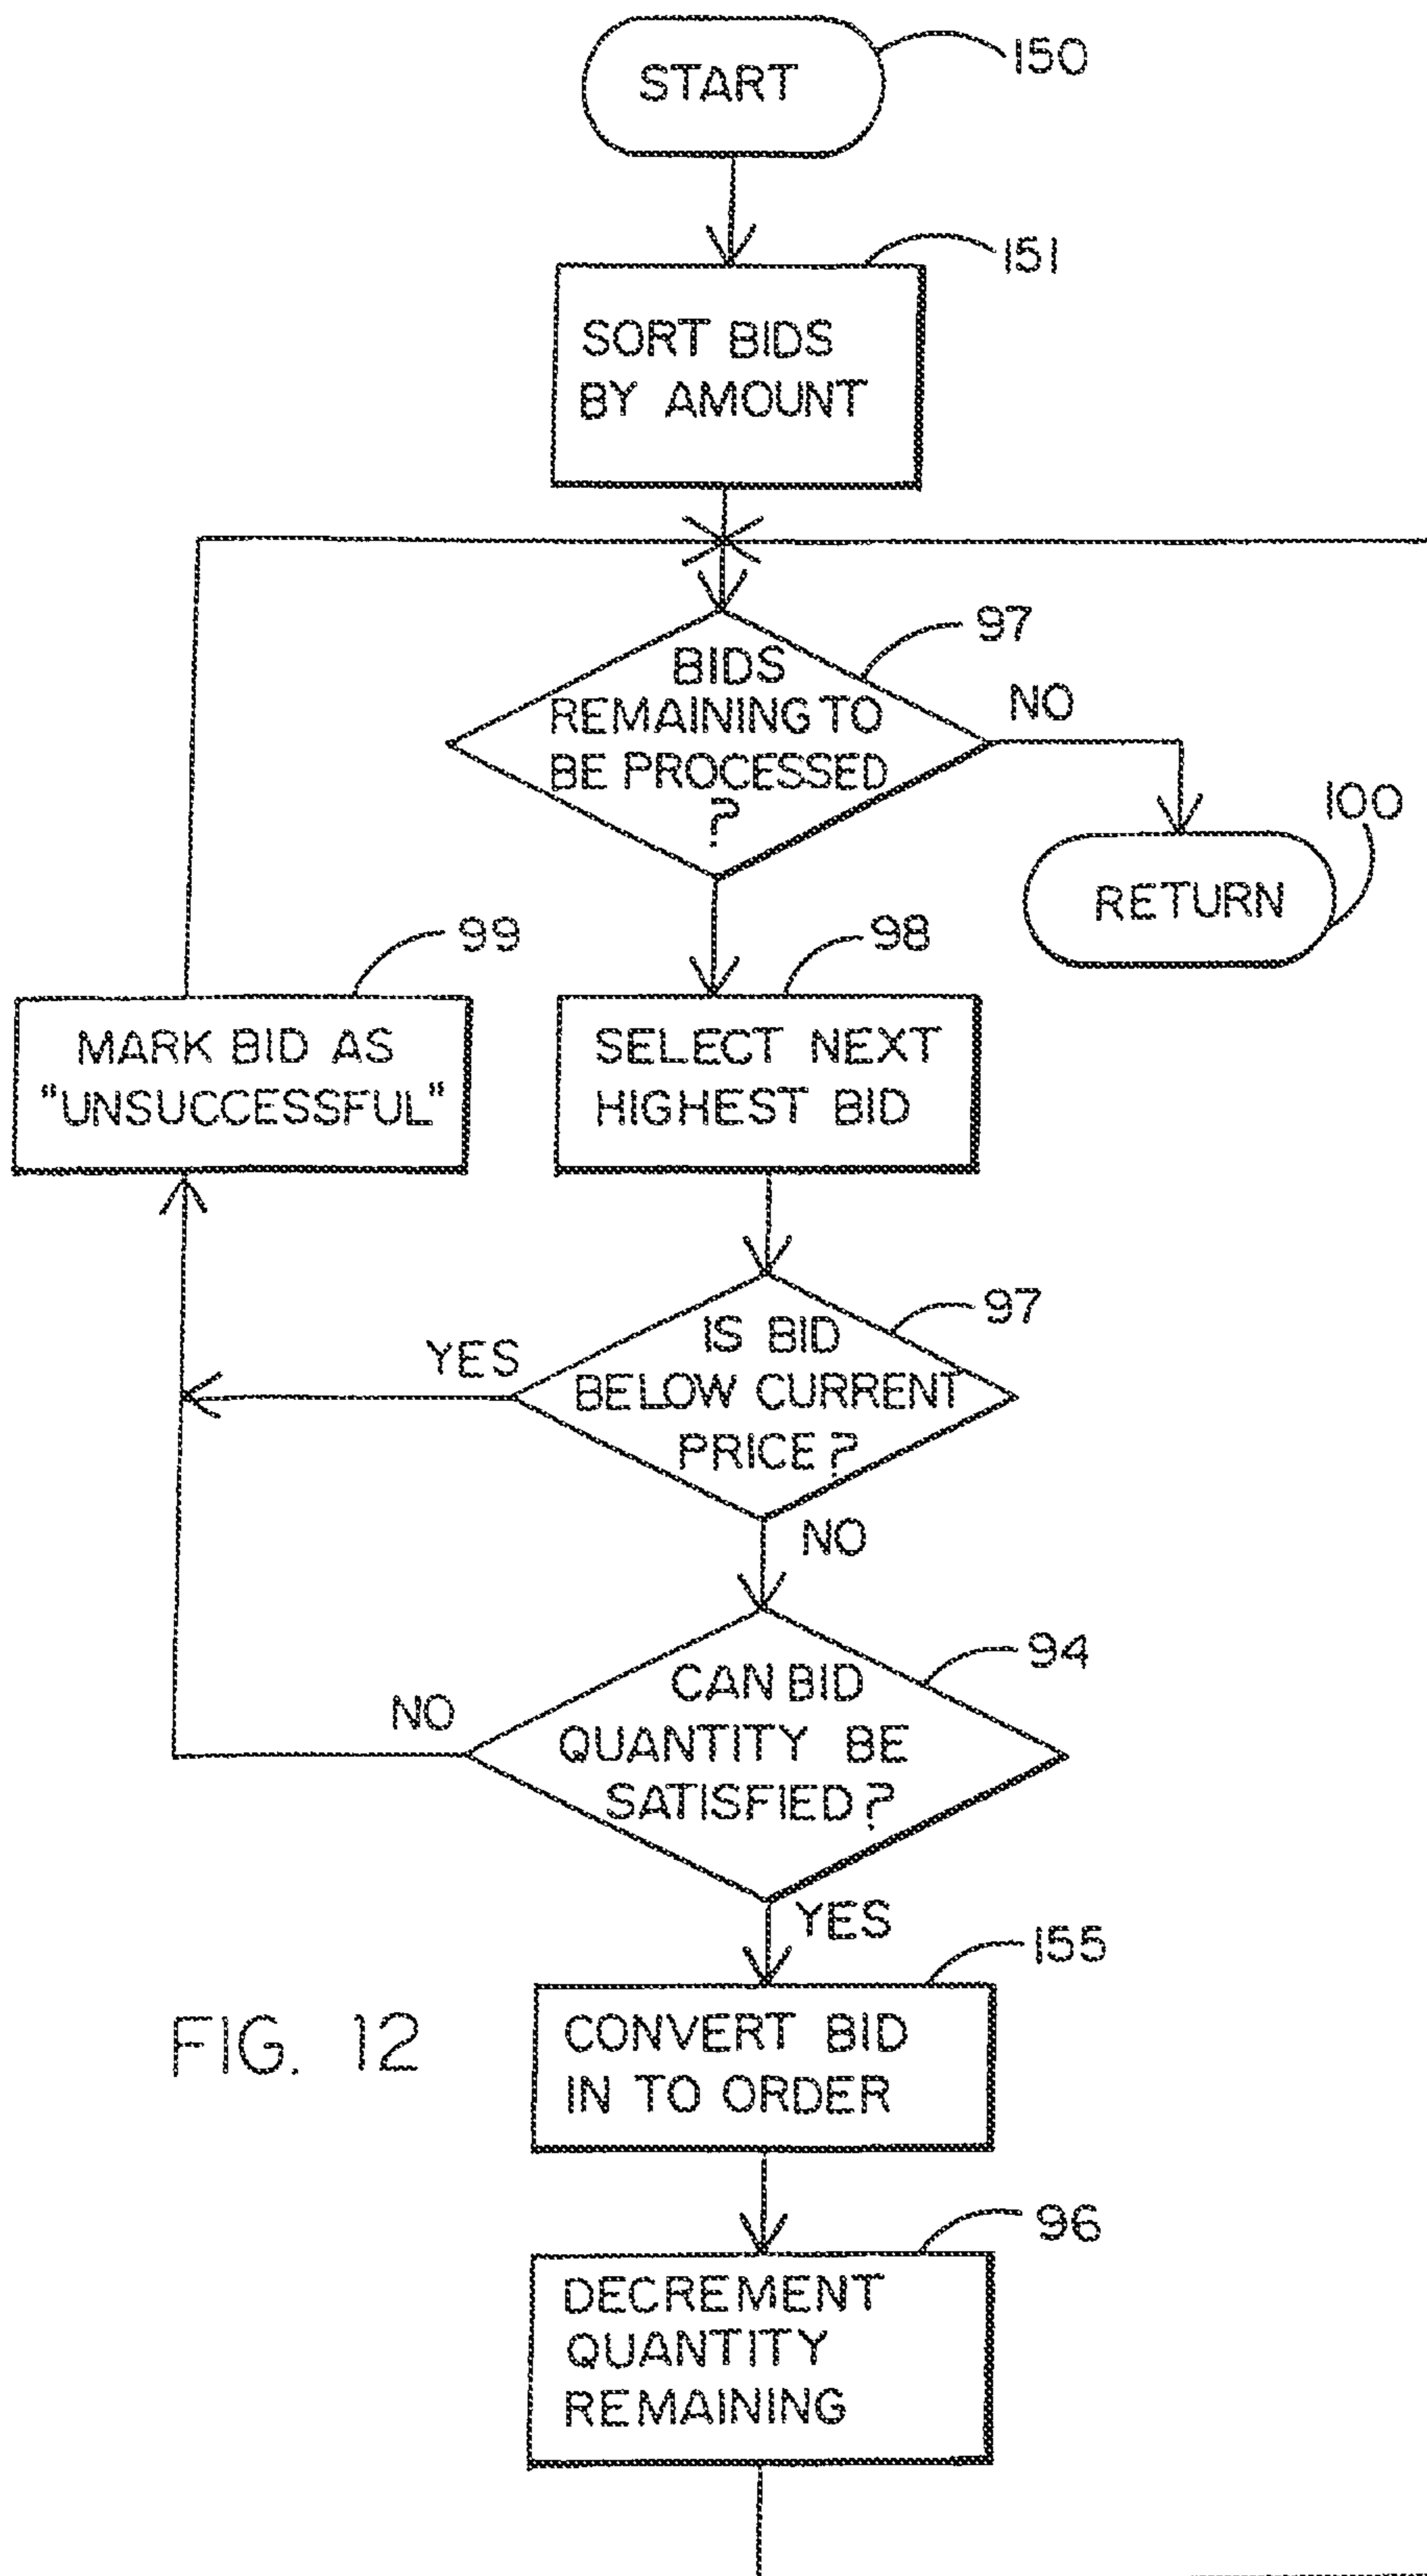 START
150
151
SORT BIDS
BY AMOUNT
97
BIDS
REMAINING TO
BE PROCESSED
?
NO
100
RETURN
99
MARK BID AS
"UNSUCCESSFUL"
98
SELECT NEXT
HIGHEST BID
97
IS BID
BELOW CURRENT
PRICE?
YES
NO
94
CAN BID
QUANTITY BE
SATISFIED?
NO
YES
155
CONVERT BID
IN TO ORDER
FIG. 12
96
DECREMENT
QUANTITY
REMAINING